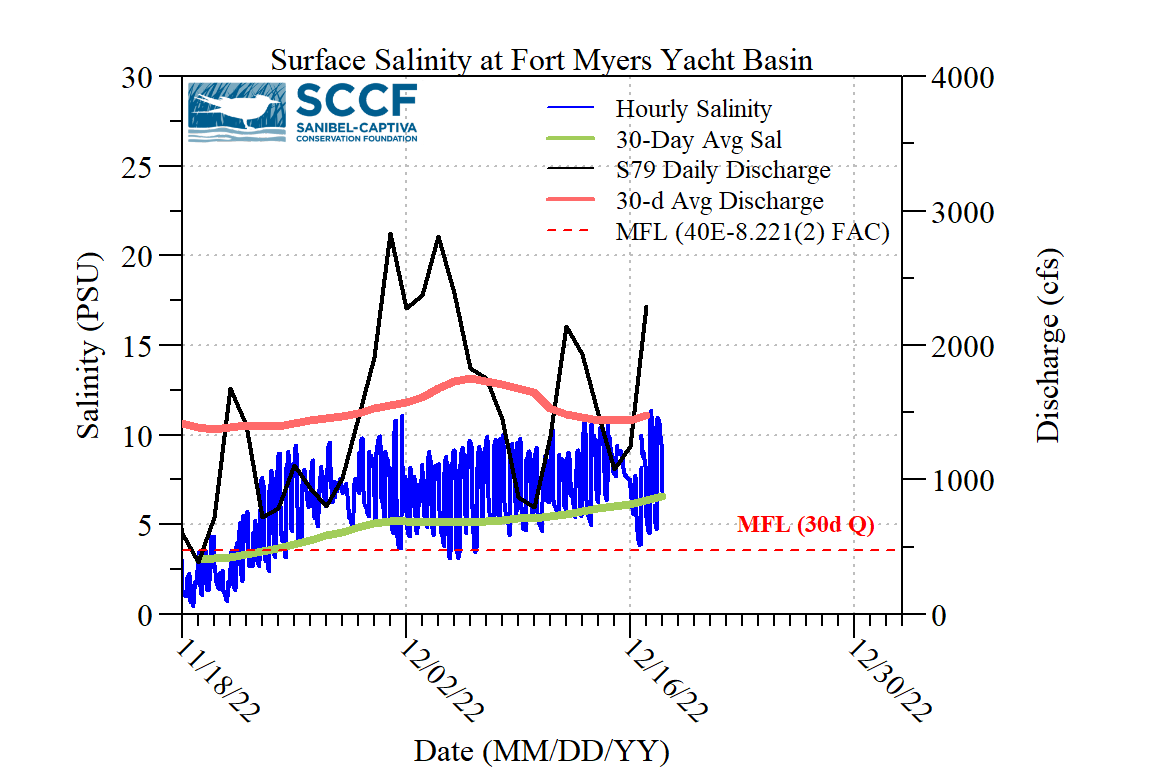 Surface Salinity at Fort Myers Yacht Basin
SCCF
SANIBEL-CAPTIVA
CONSERVATION FOUNDATION
Hourly Salinity
30-Day Avg Sal
S79 Daily Discharge
30-d Avg Discharge
MFL (40E-8.221(2) FAC)
30
25
20
15
10
5
0
Salinity (PSU)
4000
3000
2000
1000
0
Discharge (cfs)
MFL (30d Q)
11/18/22
12/02/22
12/16/22
12/30/22
Date (MM/DD/YY)